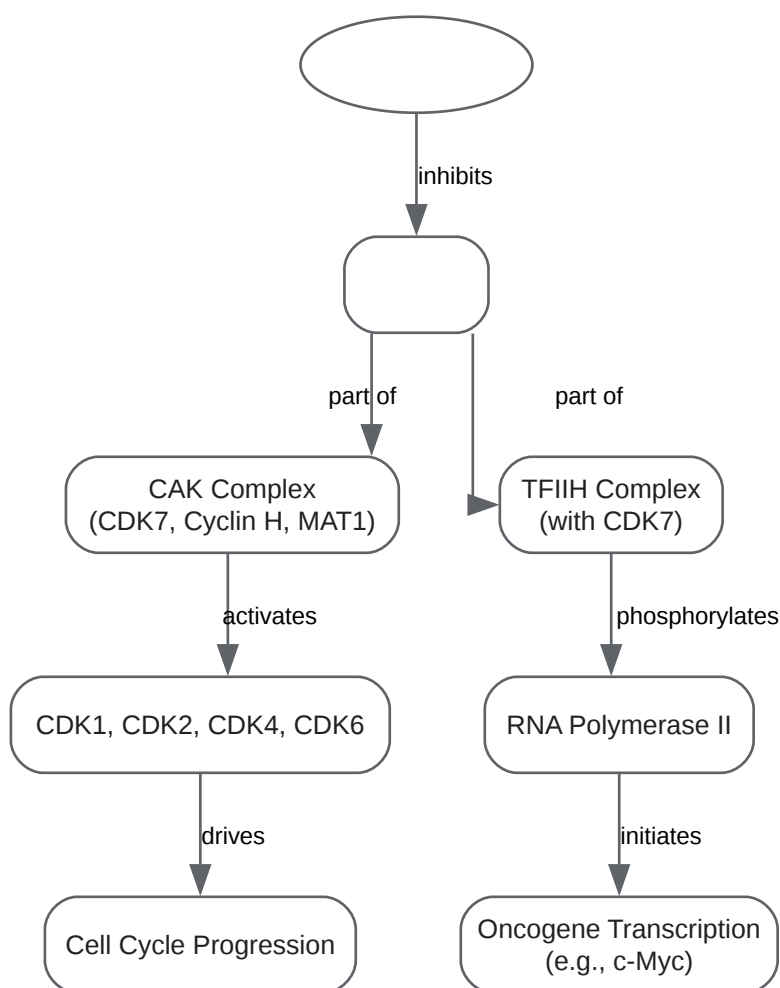 inhibits
part of
part of
CAK Complex
(CDK7, Cyclin H, MAT1)
TFIIH Complex
(with CDK7)
activates
phosphorylates
CDK1, CDK2, CDK4, CDK6
RNA Polymerase II
drives
initiates
Cell Cycle Progression
Oncogene Transcription
(e.g., c-Myc)